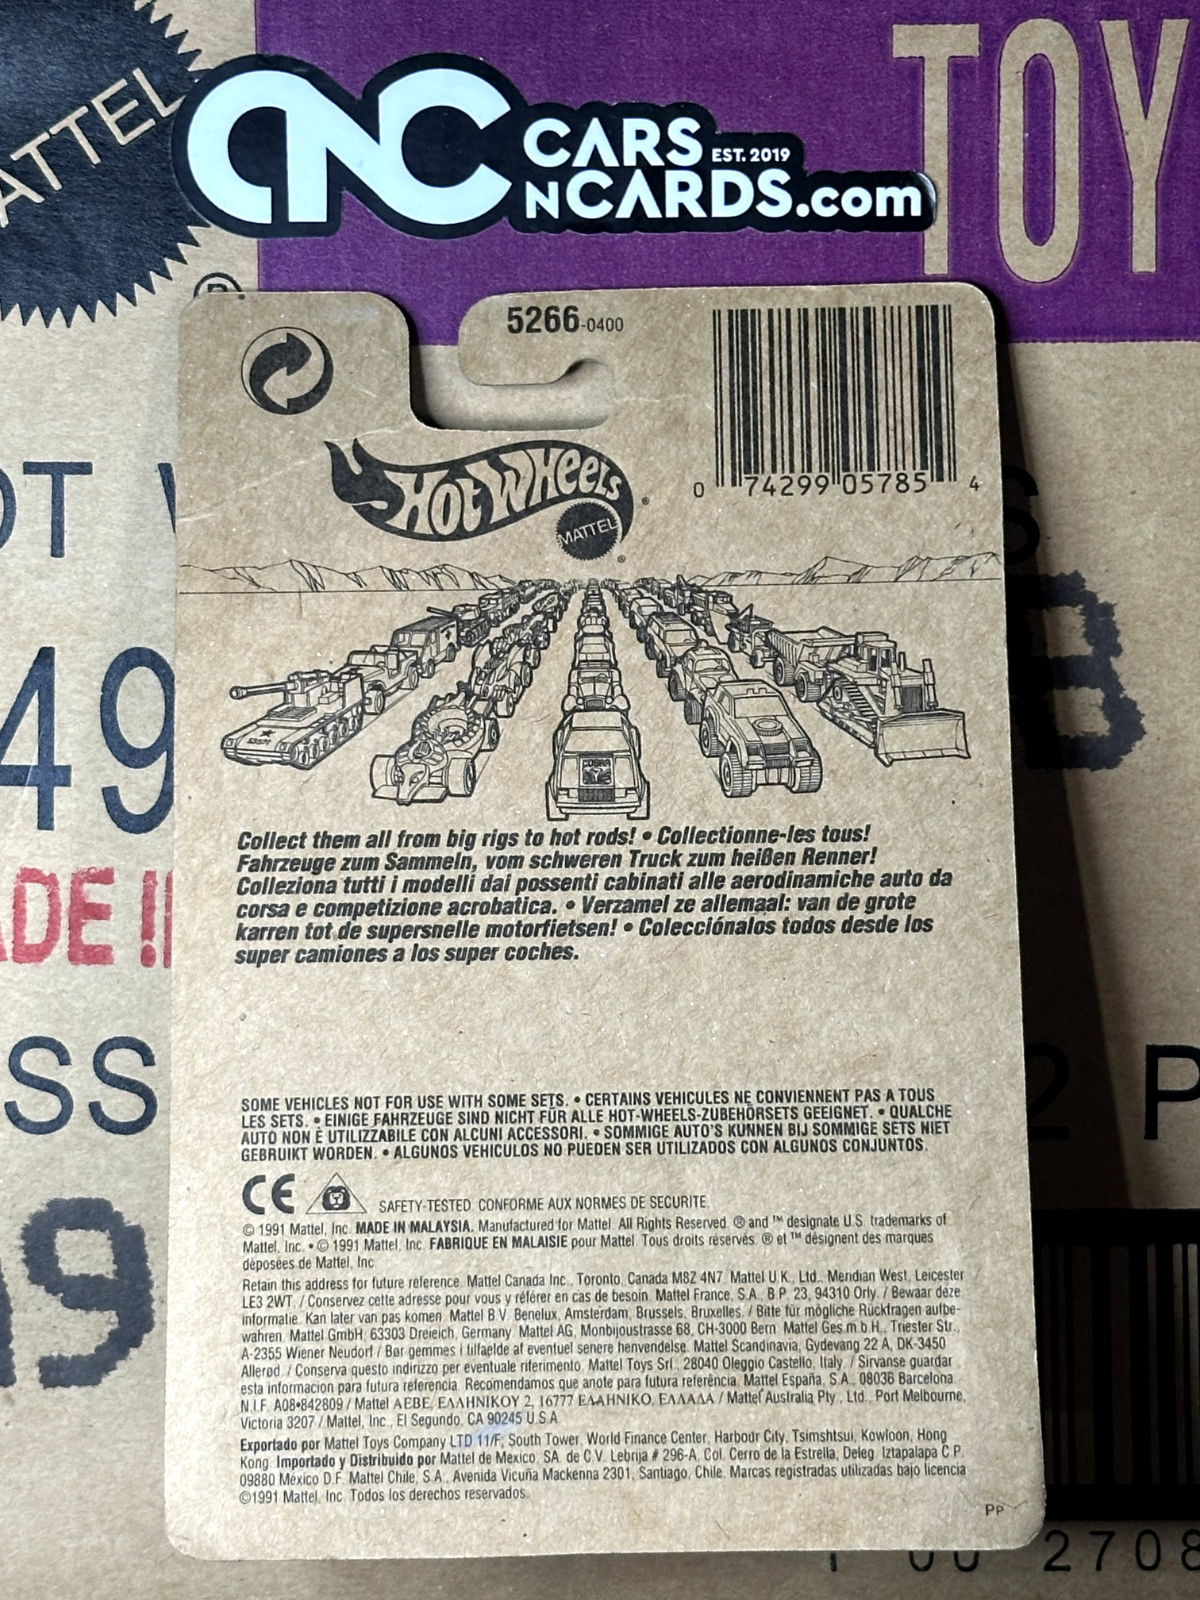 MATTEL
TOY
CNC CARS EST. 2019
NCARDS.com
®
5266-0400
0 74299 05785 4
Hot Wheels
MATTEL
®
COBRA
Collect them all from big rigs to hot rods! • Collectionne-les tous!
Fahrzeuge zum Sammeln, vom schweren Truck zum heißen Renner!
Colleziona tutti i modelli dai possenti cabinati alle aerodinamiche auto da
corsa e competizione acrobatica. • Verzamel ze allemaal: van de grote
karren tot de supersnelle motorfietsen! • Colecciónalos todos desde los
super camiones a los super coches.
SOME VEHICLES NOT FOR USE WITH SOME SETS. • CERTAINS VEHICULES NE CONVIENNENT PAS A TOUS
LES SETS. • EINIGE FAHRZEUGE SIND NICHT FÜR ALLE HOT-WHEELS-ZUBEHÖRSETS GEEIGNET. • QUALCHE
AUTO NON È UTILIZZABILE CON ALCUNI ACCESSORI. • SOMMIGE AUTO'S KUNNEN BIJ SOMMIGE SETS NIET
GEBRUIKT WORDEN. • ALGUNOS VEHICULOS NO PUEDEN SER UTILIZADOS CON ALGUNOS CONJUNTOS.
CE SAFETY-TESTED. CONFORME AUX NORMES DE SECURITE.
© 1991 Mattel, Inc. MADE IN MALAYSIA. Manufactured for Mattel. All Rights Reserved. ® and ™ designate U.S. trademarks of
Mattel, Inc. • © 1991 Mattel, Inc. FABRIQUE EN MALAISIE pour Mattel. Tous droits réservés. ® et ™ désignent des marques
déposées de Mattel, Inc.
Retain this address for future reference. Mattel Canada Inc., Toronto, Canada M8Z 4N7. Mattel U.K., Ltd., Meridian West, Leicester
LE3 2WT. / Conservez cette adresse pour vous y référer en cas de besoin. Mattel France, S.A., B.P. 23, 94310 Orly. / Bewaar deze
informatie. Kan later van pas komen. Mattel B.V. Benelux, Amsterdam, Brussels, Bruxelles. / Bitte für mögliche Rückfragen aufbe-
wahren. Mattel GmbH, 63303 Dreieich, Germany. Mattel AG, Monbijoustrasse 68, CH-3000 Bern. Mattel Ges.m.b.H., Triester Str.,
A-2355 Wiener Neudorf / Bør gemmes i tilfælde af eventuel senere henvendelse. Mattel Scandinavia, Gydevang 22 A, DK-3450
Allerød. / Conserva questo indirizzo per eventuale riferimento. Mattel Toys Srl., 28040 Oleggio Castello, Italy. / Sirvanse guardar
esta informacion para futura referencia. Recomendamos que anote para futura referència. Mattel España, S.A., 08036 Barcelona.
N.I.F. A08•842809 / Mattel AEBE, ΕΛΛΗΝΙΚΟΥ 2, 16777 ΕΛΛΗΝΙΚΟ, ΕΛΛΑΔΑ / Mattel Australia Pty., Ltd., Port Melbourne,
Victoria 3207 / Mattel, Inc., El Segundo, CA 90245 U.S.A.
Exportado por Mattel Toys Company LTD 11/F, South Tower, World Finance Center, Harbour City, Tsimshtsui, Kowloon, Hong
Kong. Importado y Distribuido por Mattel de Mexico, SA. de C.V. Lebrija # 296-A, Col. Cerro de la Estrella, Deleg. Iztapalapa C.P.
09880 México D.F. Mattel Chile, S.A., Avenida Vicuña Mackenna 2301, Santiago, Chile. Marcas registradas utilizadas bajo licencia
©1991 Mattel, Inc. Todos los derechos reservados.
PP